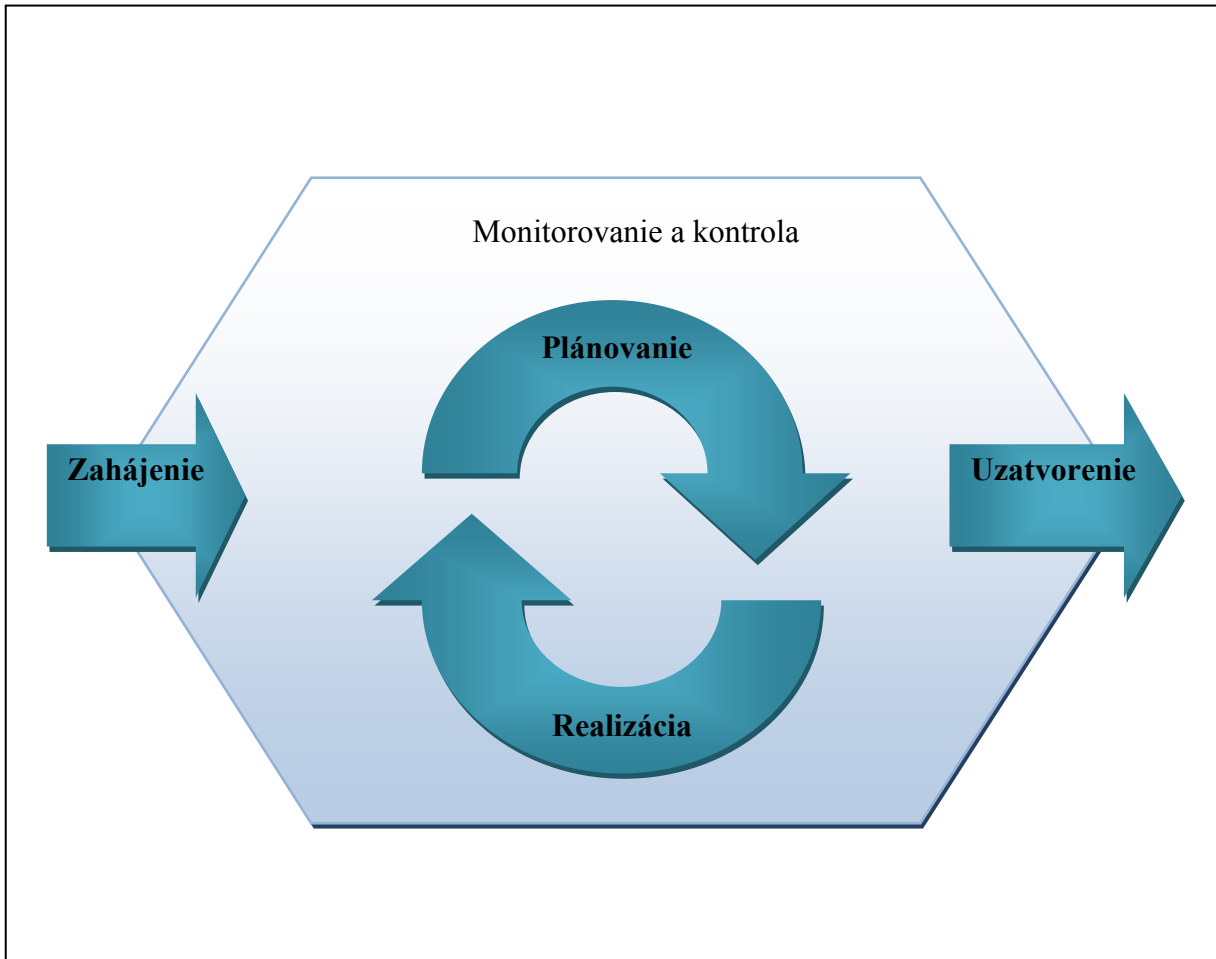 Monitorovanie a kontrola
Plánovanie
Zahájenie
Uzatvorenie
Realizácia